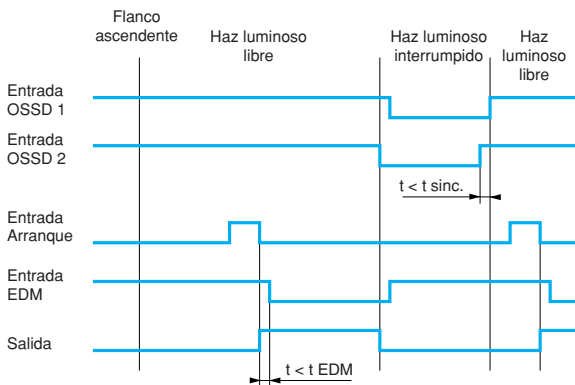 Flanco
ascendente
Haz luminoso
libre
Haz luminoso
interrumpido
Haz
luminoso
libre
Entrada
OSSD 1
Entrada
OSSD 2
t < t sinc.
Entrada
Arranque
Entrada
EDM
Salida
t < t EDM